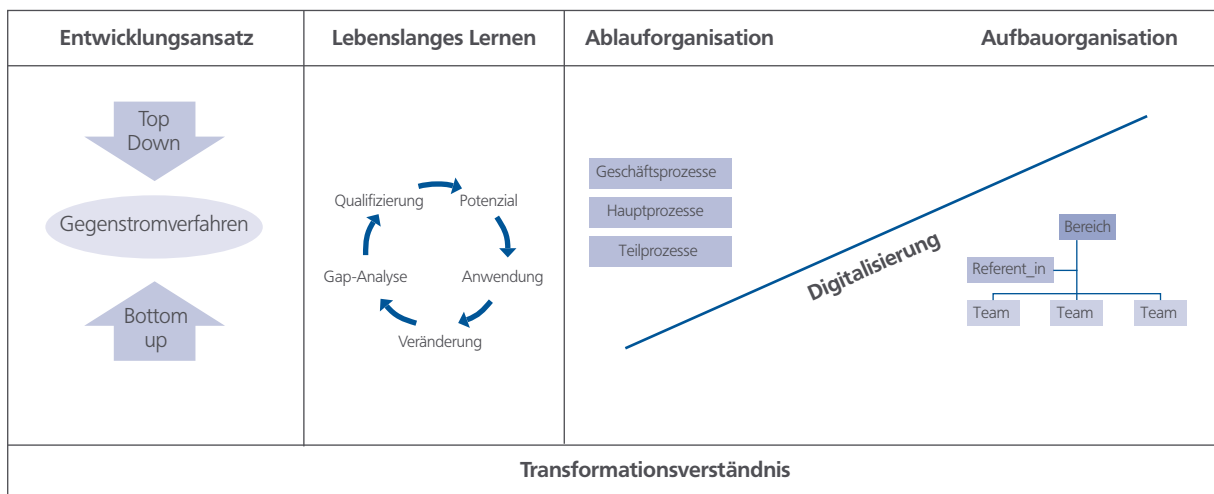 Entwicklungsansatz
Lebenslanges Lernen
Ablauforganisation
Aufbauorganisation
Top
Down
Gegenstromverfahren
Bottom
up
Qualifizierung
Potenzial
Anwendung
Veränderung
Gap-Analyse
Geschäftsprozesse
Hauptprozesse
Teilprozesse
Digitalisierung
Bereich
Referent_in
Team
Team
Team
Transformationsverständnis